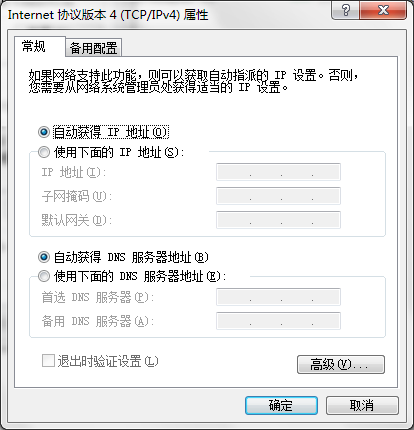 Internet 协议版本 4 (TCP/IPv4) 属性
常规
备用配置
如果网络支持此功能，则可以获取自动指派的 IP 设置。否则，
您需要从网络系统管理员处获得适当的 IP 设置。
自动获得 IP 地址(O)
使用下面的 IP 地址(S):
IP 地址(I):
子网掩码(U):
默认网关(D):
自动获得 DNS 服务器地址(B)
使用下面的 DNS 服务器地址(E):
首选 DNS 服务器(P):
备用 DNS 服务器(A):
退出时验证设置(L)
高级(V)...
确定
取消